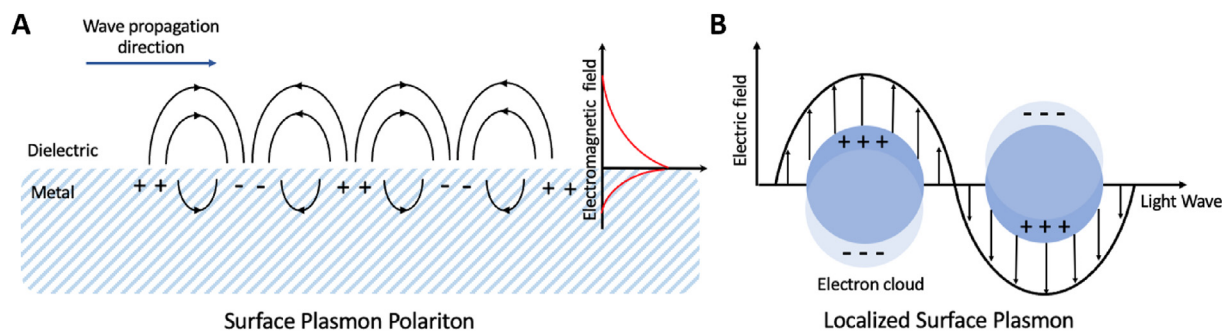 A
Wave propagation
direction
Dielectric
Metal
+ + - - + + - - + +
Electromagnetic field
Surface Plasmon Polariton
B
Electric field
+ + +
- - -
- - -
+ + +
Light Wave
Electron cloud
Localized Surface Plasmon